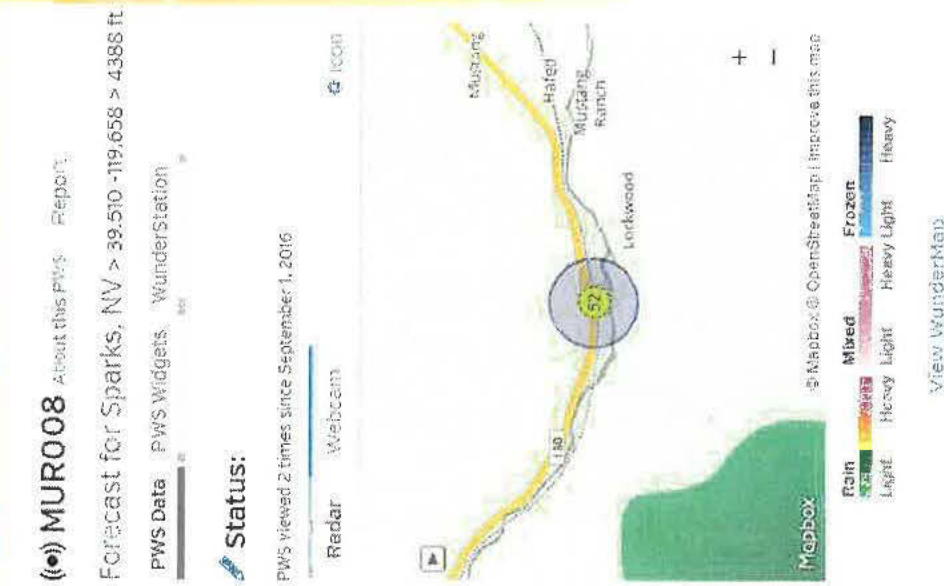 ((•)) MUR008 About this PWS Report
Forecast for Sparks, NV > 39.510 -119.658 > 4388 ft
PWS Data PWS Widgets WunderStation
Status:
PWS viewed 2 times since September 1, 2016
Radar Webcam Icon
Mustang
Hafed
Mustang
Ranch
Lockwood
52
I 80
+
−
Mapbox
© Mapbox © OpenStreetMap | Improve this map
Rain Mixed Frozen
Light Heavy Light Heavy Light Heavy
View WunderMap